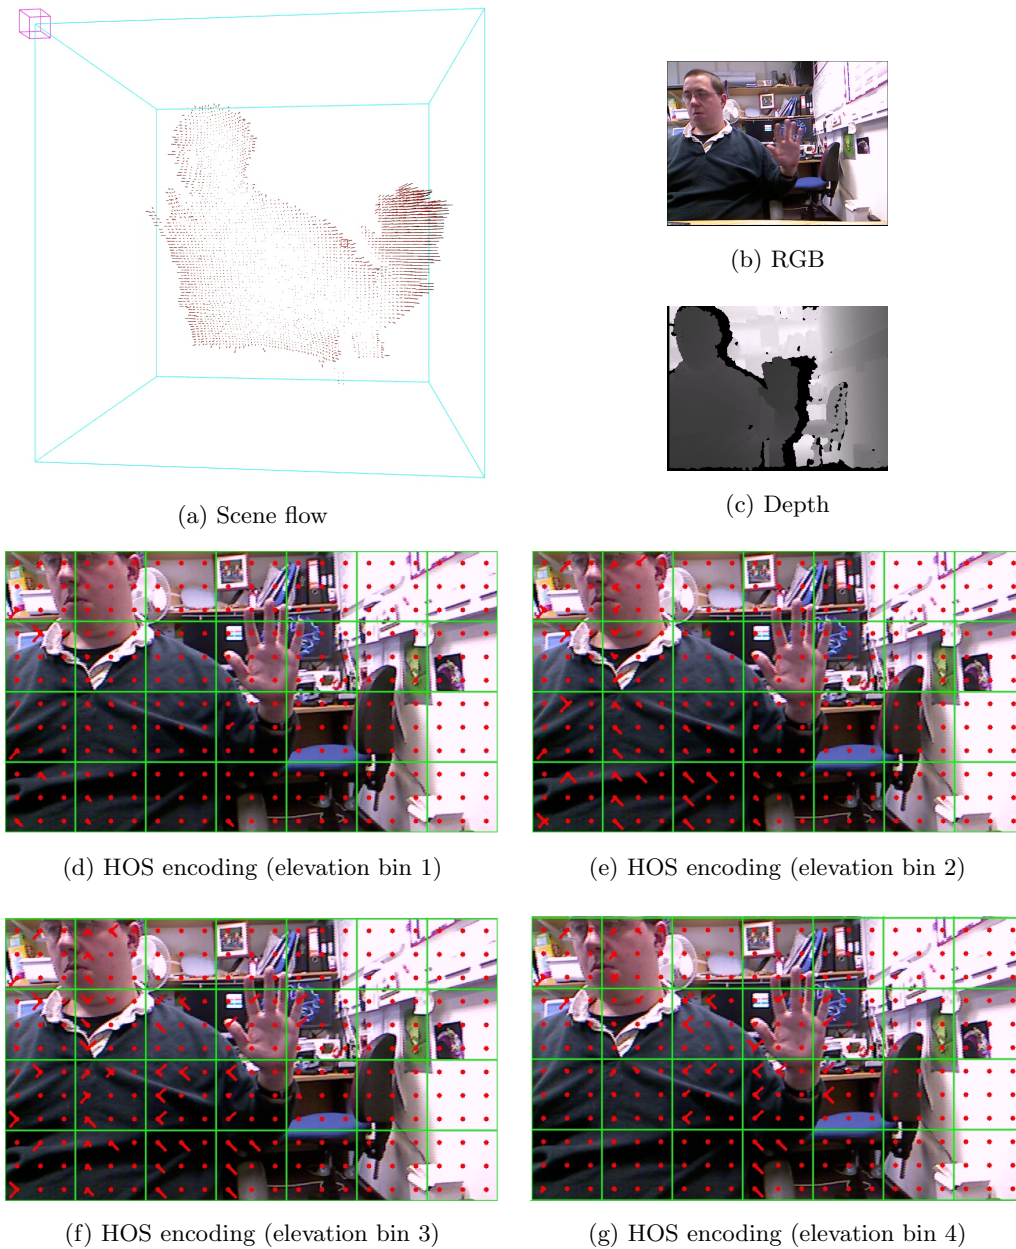 (a) Scene flow
(b) RGB
(c) Depth
(d) HOS encoding (elevation bin 1)
(e) HOS encoding (elevation bin 2)
(f) HOS encoding (elevation bin 3)
(g) HOS encoding (elevation bin 4)